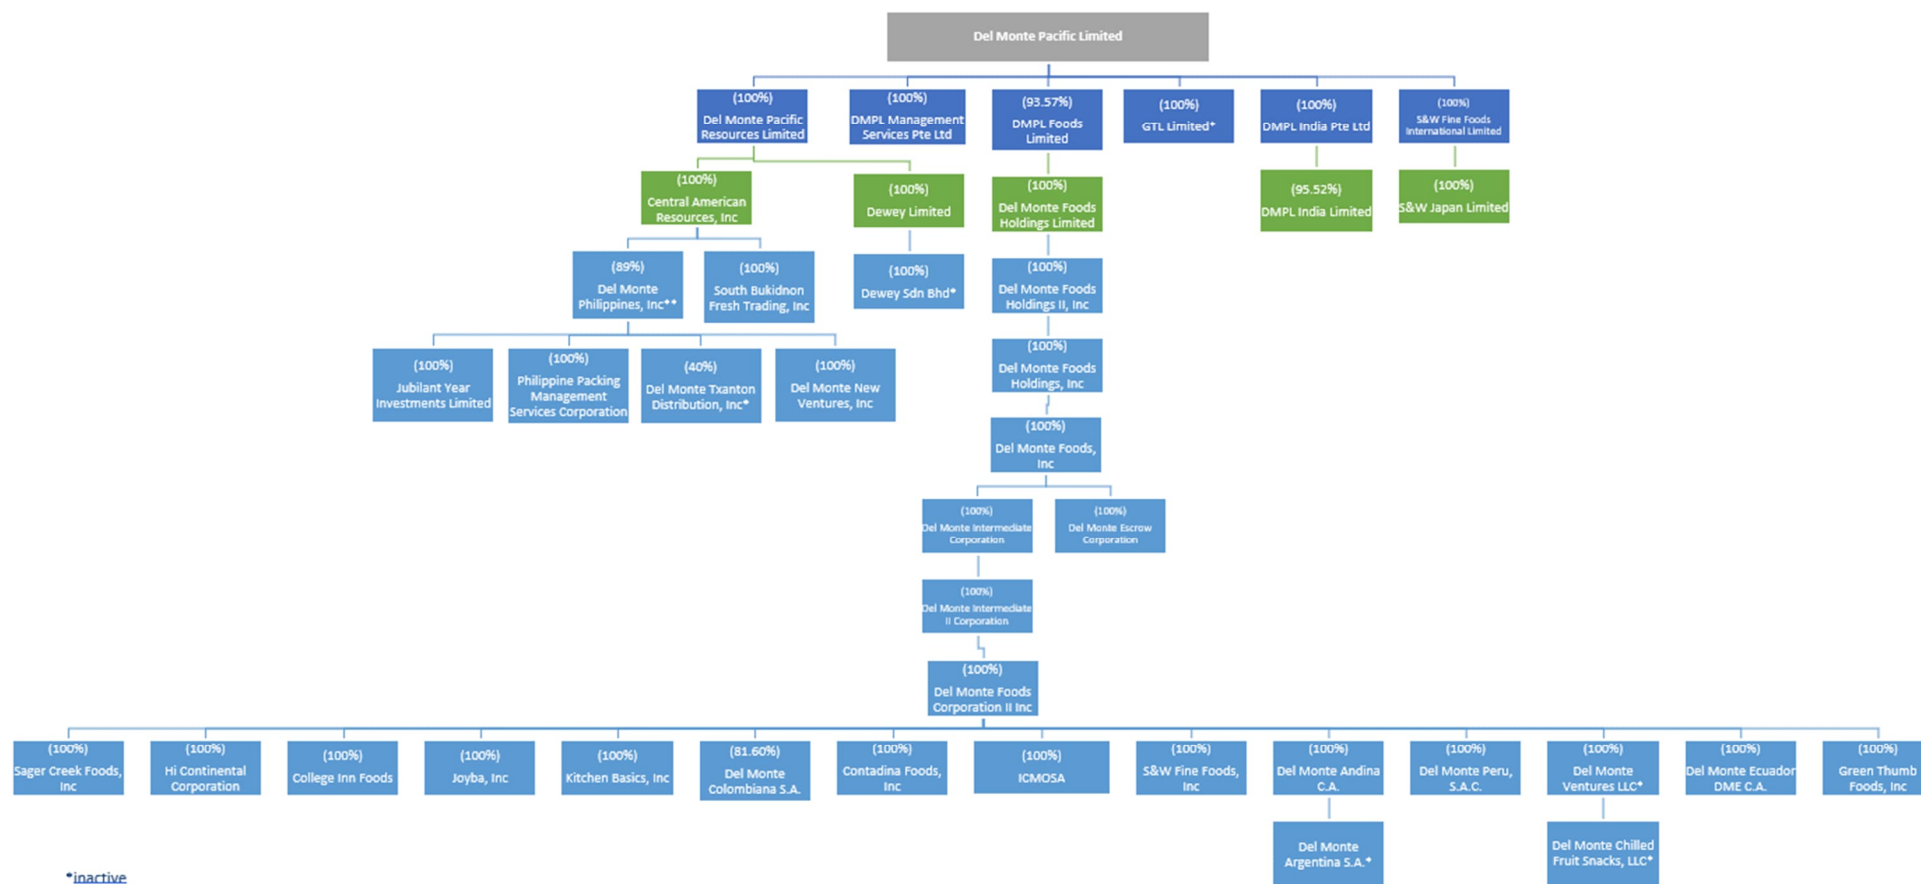 Del Monte Pacific Limited
(100%)
Del Monte Pacific
Resources Limited
(100%)
DMPL Management
Services Pte Ltd
(93.57%)
DMPL Foods
Limited
(100%)
GTL Limited*
(100%)
DMPL India Pte Ltd
(100%)
S&W Fine Foods
International Limited
(100%)
Central American
Resources, Inc
(100%)
Dewey Limited
(100%)
Del Monte Foods
Holdings Limited
(95.52%)
DMPL India Limited
(100%)
S&W Japan Limited
(89%)
Del Monte
Philippines, Inc**
(100%)
South Bukidnon
Fresh Trading, Inc
(100%)
Dewey Sdn Bhd*
(100%)
Del Monte Foods
Holdings II, Inc
(100%)
Jubilant Year
Investments Limited
(100%)
Philippine Packing
Management
Services Corporation
(40%)
Del Monte Txanton
Distribution, Inc*
(100%)
Del Monte New
Ventures, Inc
(100%)
Del Monte Foods
Holdings, Inc
(100%)
Del Monte Foods,
Inc
(100%)
Del Monte Intermediate
Corporation
(100%)
Del Monte Escrow
Corporation
(100%)
Del Monte Intermediate
II Corporation
(100%)
Del Monte Foods
Corporation II Inc
(100%)
Sager Creek Foods,
Inc
(100%)
Hi Continental
Corporation
(100%)
College Inn Foods
(100%)
Joyba, Inc
(100%)
Kitchen Basics, Inc
(81.60%)
Del Monte
Colombiana S.A.
(100%)
Contadina Foods,
Inc
(100%)
ICMOSA
(100%)
S&W Fine Foods,
Inc
(100%)
Del Monte Andina
C.A.
(100%)
Del Monte Peru,
S.A.C.
(100%)
Del Monte
Ventures LLC*
(100%)
Del Monte Ecuador
DME C.A.
(100%)
Green Thumb
Foods, Inc
Del Monte
Argentina S.A.*
Del Monte Chilled
Fruit Snacks, LLC*
*inactive